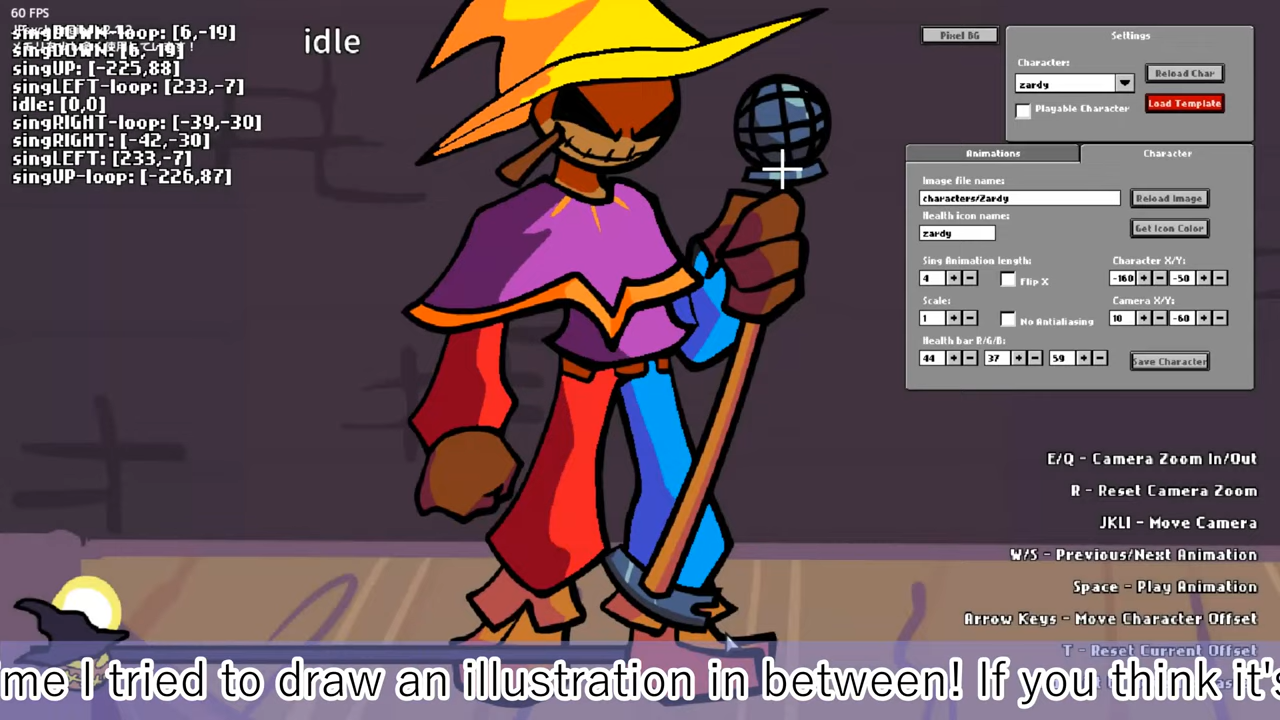 60 FPS
singDOWN-loop: [6,-19]
singDOWN: [6,-19]
singUP: [-225,88]
singLEFT-loop: [233,-7]
idle: [0,0]
singRIGHT-loop: [-39,-30]
singRIGHT: [-42,-30]
singLEFT: [233,-7]
singUP-loop: [-226,87]
idle
Pixel BG
Settings
Character:
zardy
Reload Char
Playable Character
Load Template
Animations
Character
Image file name:
characters/Zardy
Reload Image
Health icon name:
zardy
Get Icon Color
Sing Animation length:
Character X/Y:
4 + -
Flip X
-160 + - -50 + -
Scale:
Camera X/Y:
1 + -
No Antialiasing
10 + - -60 + -
Health bar R/G/B:
44 + - 37 + - 59 + -
Save Character
E/Q - Camera Zoom In/Out
R - Reset Camera Zoom
JKLI - Move Camera
W/S - Previous/Next Animation
Space - Play Animation
Arrow Keys - Move Character Offset
T - Reset Current Offset
me I tried to draw an illustration in between! If you think it's